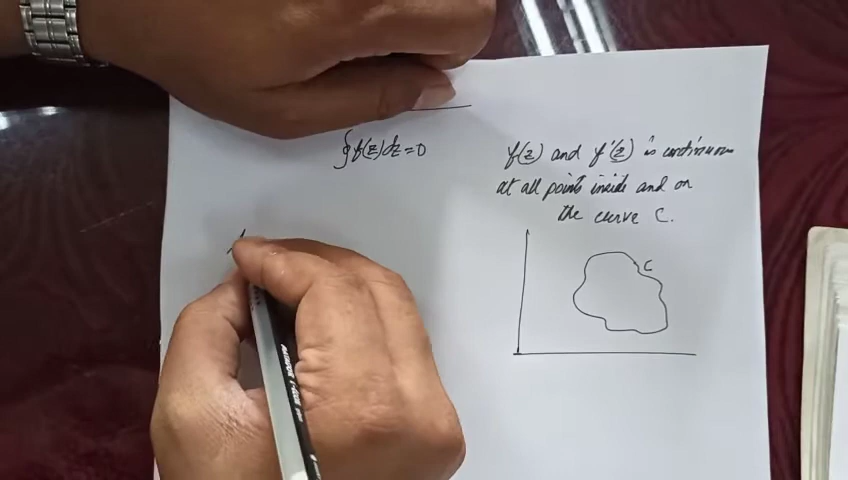 ∮f(z)dz=0
f(z) and f'(z) is continuous
at all points inside and on
the curve C.
C